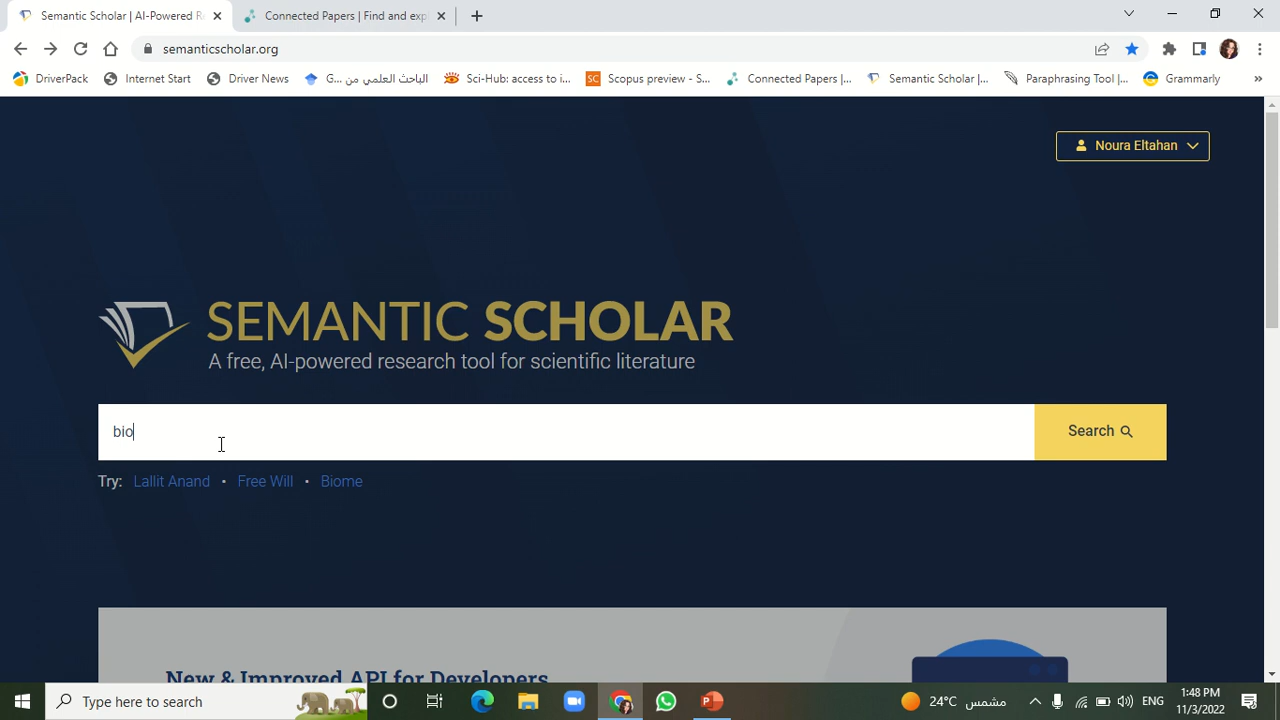 Semantic Scholar | AI-Powered Re
Connected Papers | Find and expl
semanticscholar.org
DriverPack
Internet Start
Driver News
الباحث العلمي من G...
Sci-Hub: access to i...
Scopus preview - S...
Connected Papers |...
Semantic Scholar |...
Paraphrasing Tool |...
Grammarly
»
Noura Eltahan
SEMANTIC SCHOLAR
A free, AI-powered research tool for scientific literature
bio
Search
Try: Lallit Anand • Free Will • Biome
New & Improved API for Developers
Type here to search
24°C مشمس
ENG
1:48 PM
11/3/2022